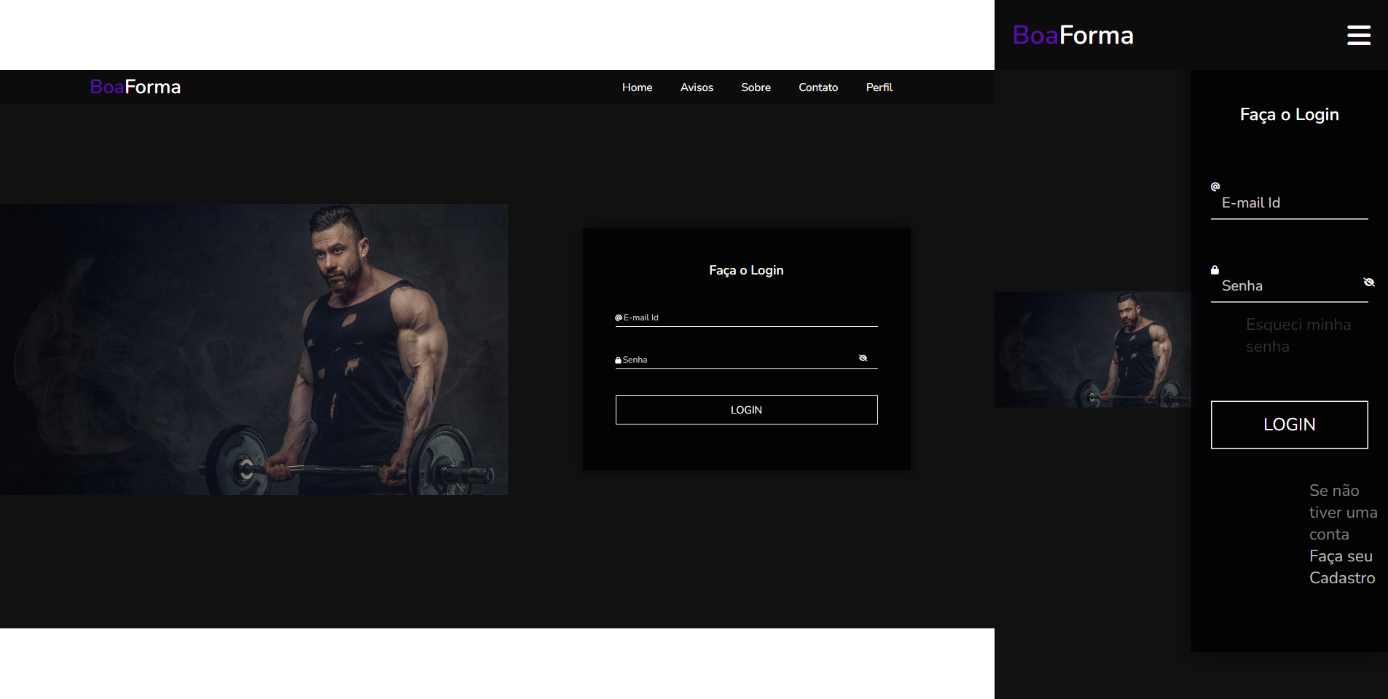 BoaForma
Home Avisos Sobre Contato Perfil
Faça o Login
E-mail Id
Senha
LOGIN
BoaForma
Faça o Login
@
E-mail Id
Senha
Esqueci minha
senha
LOGIN
Se não
tiver uma
conta
Faça seu
Cadastro